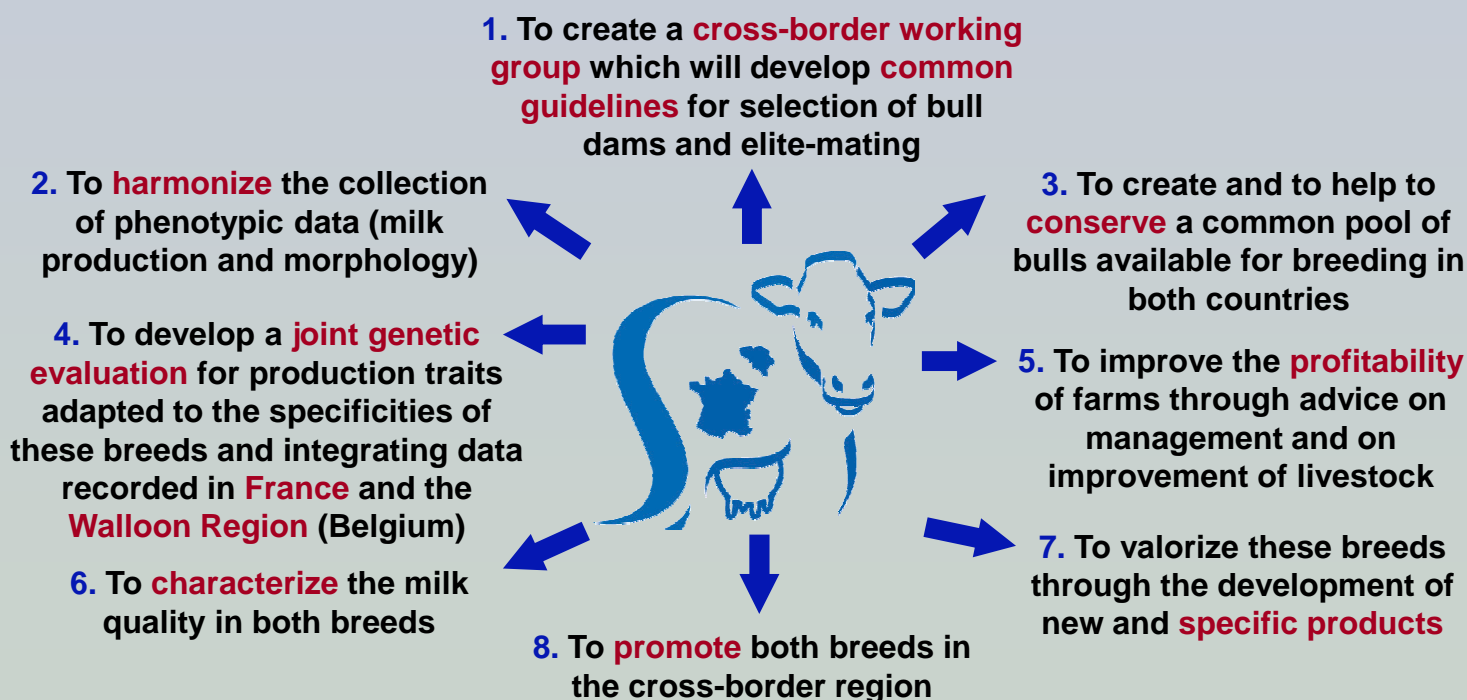 1. To create a cross-border working
group which will develop common
guidelines for selection of bull
dams and elite-mating
2. To harmonize the collection
of phenotypic data (milk
production and morphology)
3. To create and to help to
conserve a common pool of
bulls available for breeding in
both countries
4. To develop a joint genetic
evaluation for production traits
adapted to the specificities of
these breeds and integrating data
recorded in France and the
Walloon Region (Belgium)
5. To improve the profitability
of farms through advice on
management and on
improvement of livestock
6. To characterize the milk
quality in both breeds
7. To valorize these breeds
through the development of
new and specific products
8. To promote both breeds in
the cross-border region